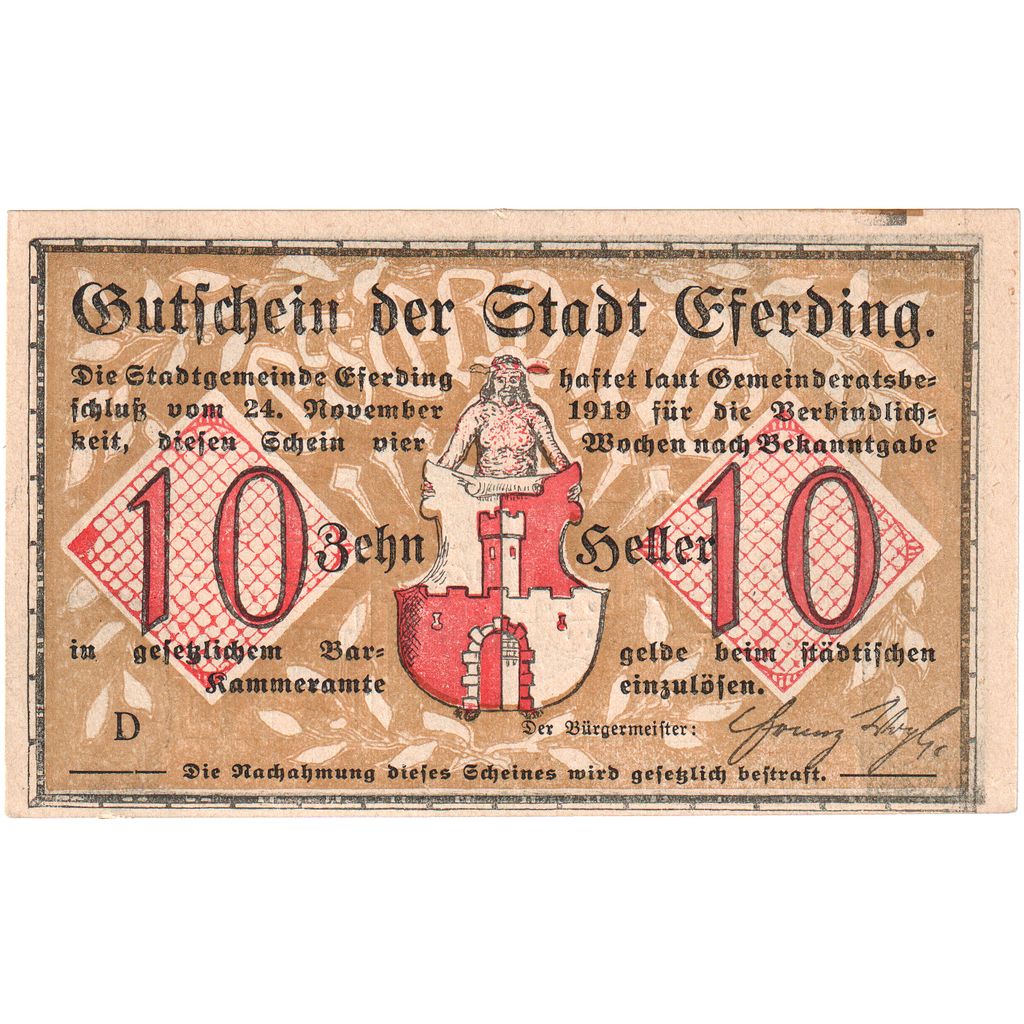 Gutschein der Stadt Eferding.
Die Stadtgemeinde Eferding haftet laut Gemeinderatsbe-
schluß vom 24. November 1919 für die Verbindlich-
keit, diesen Schein vier Wochen nach Bekanntgabe
10 Zehn Heller 10
in gesetzlichem Bar- gelde beim städtischen
Kammeramte einzulösen.
D
Der Bürgermeister:
Die Nachahmung dieses Scheines wird gesetzlich bestraft.